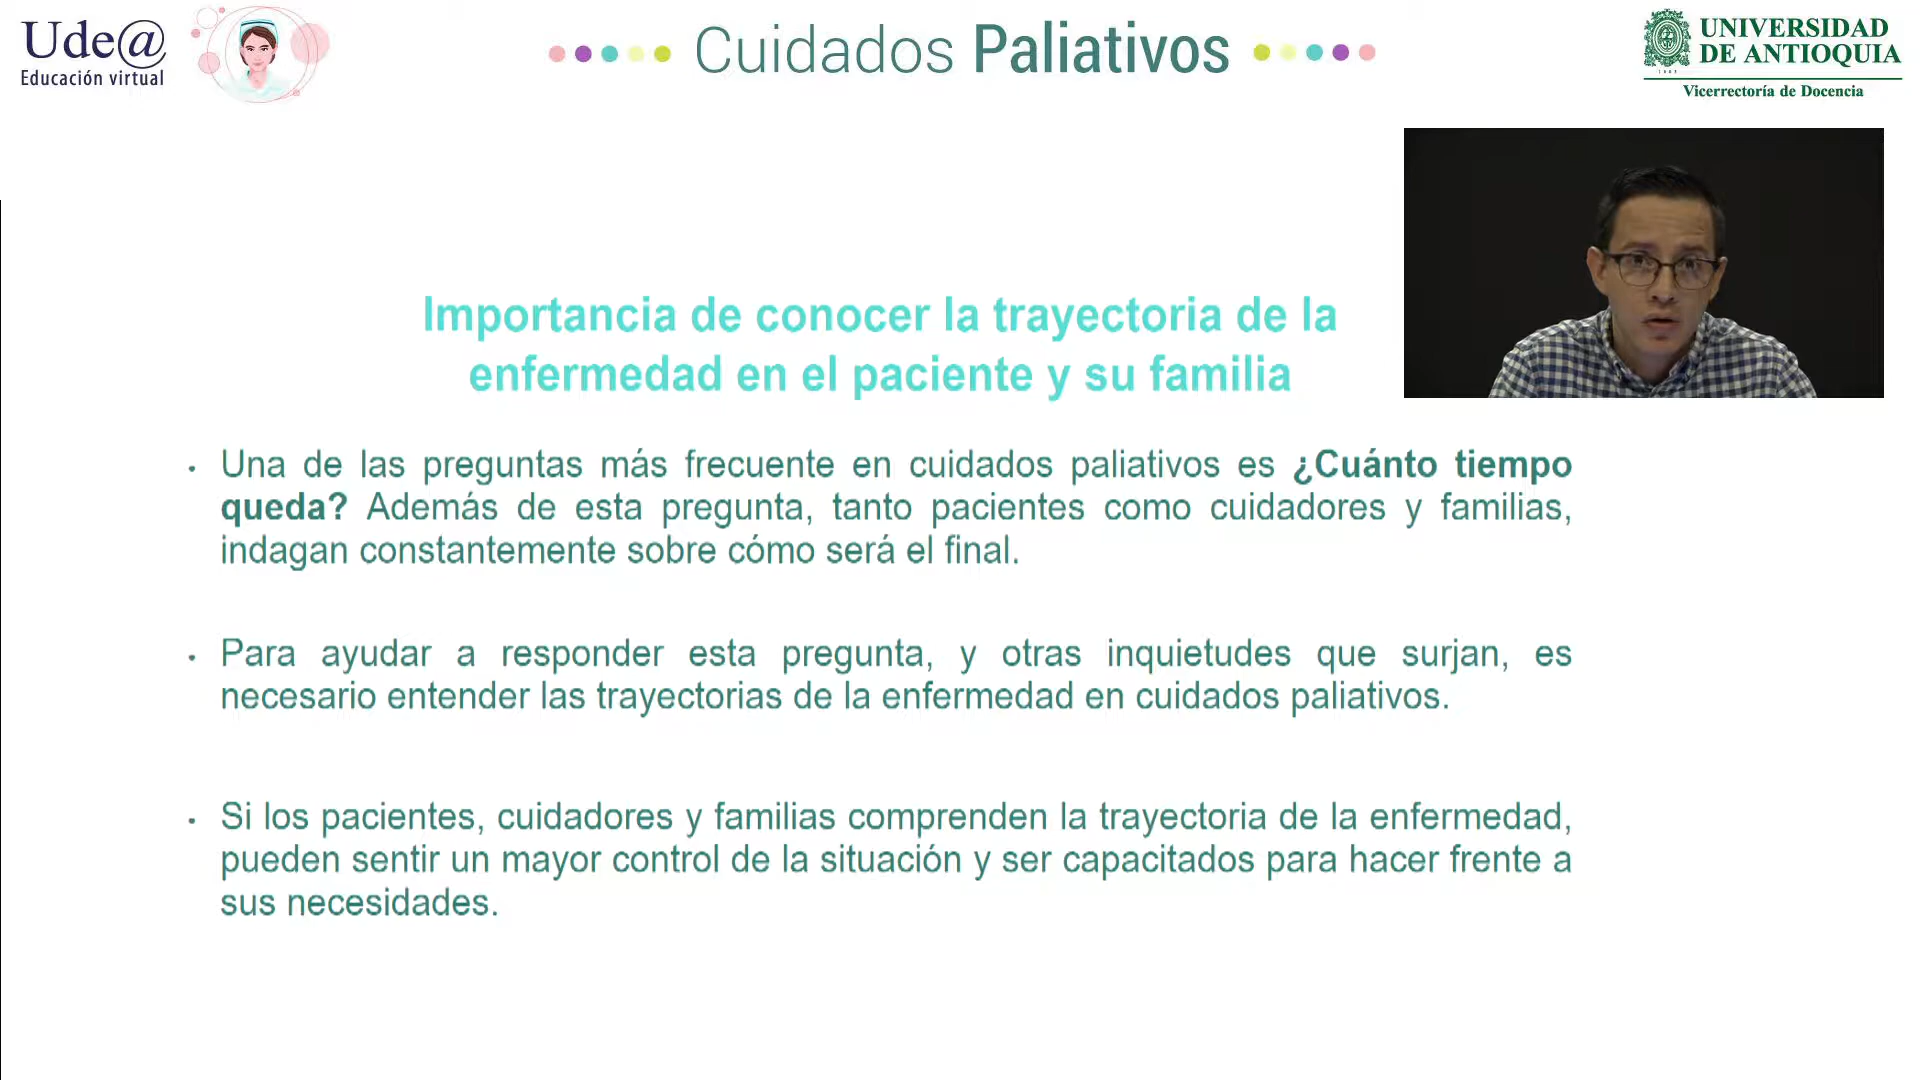 Ude@
Educación virtual
Cuidados Paliativos
UNIVERSIDAD
DE ANTIOQUIA
1803
Vicerrectoría de Docencia
Importancia de conocer la trayectoria de la
enfermedad en el paciente y su familia
• Una de las preguntas más frecuente en cuidados paliativos es ¿Cuánto tiempo
queda? Además de esta pregunta, tanto pacientes como cuidadores y familias,
indagan constantemente sobre cómo será el final.
• Para ayudar a responder esta pregunta, y otras inquietudes que surjan, es
necesario entender las trayectorias de la enfermedad en cuidados paliativos.
• Si los pacientes, cuidadores y familias comprenden la trayectoria de la enfermedad,
pueden sentir un mayor control de la situación y ser capacitados para hacer frente a
sus necesidades.